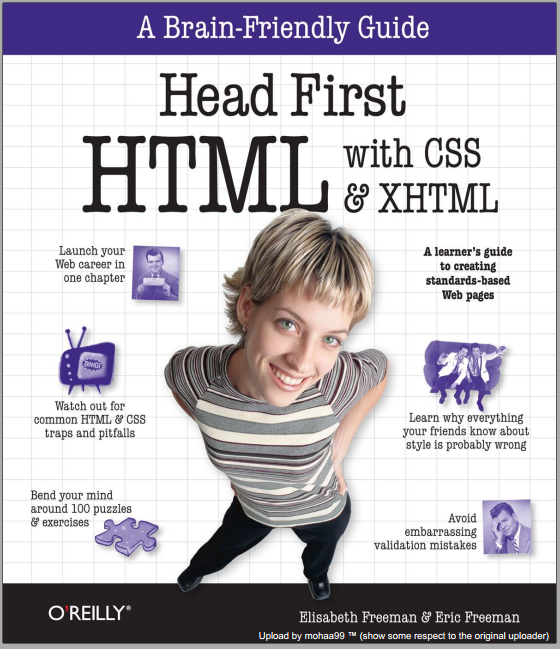 A Brain-Friendly Guide
Head First
HTML
with CSS
& XHTML
Launch your
Web career in
one chapter
A learner's guide
to creating
standards-based
Web pages
BINGO!
Watch out for
common HTML & CSS
traps and pitfalls
Learn why everything
your friends know about
style is probably wrong
Bend your mind
around 100 puzzles
& exercises
Avoid
embarrassing
validation mistakes
O'REILLY®
Elisabeth Freeman & Eric Freeman
Upload by mohaa99 ™ (show some respect to the original uploader)